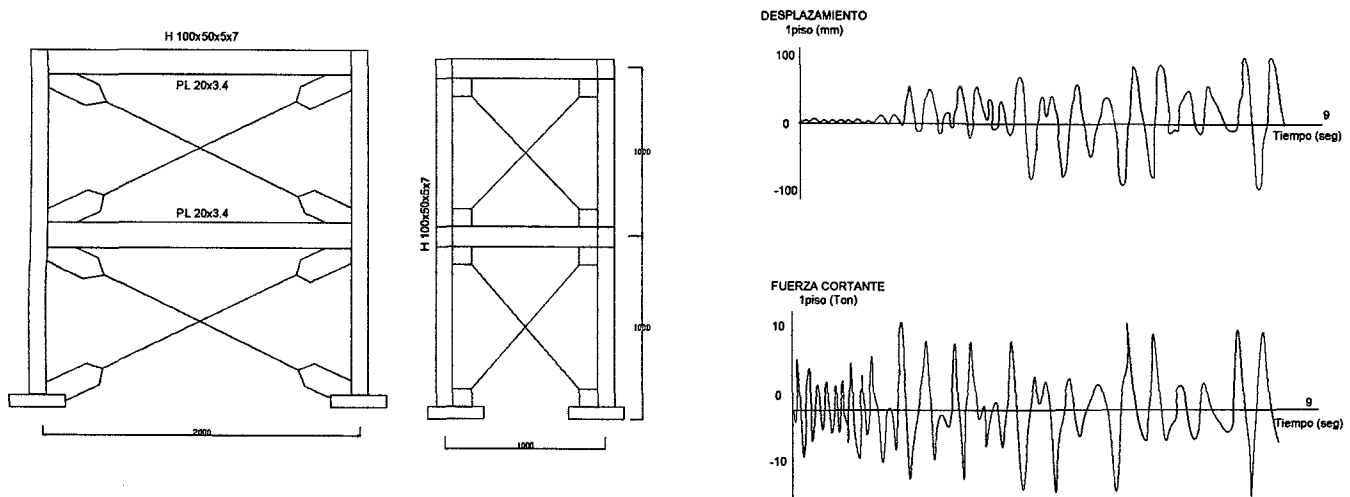 H 100x50x5x7
PL 20x3.4
PL 20x3.4
2000
H 100x50x5x7
1000
1000
1000
DESPLAZAMIENTO
1piso (mm)
100
0
-100
9
Tiempo (seg)
FUERZA CORTANTE
1piso (Ton)
10
0
-10
9
Tiempo (seg)